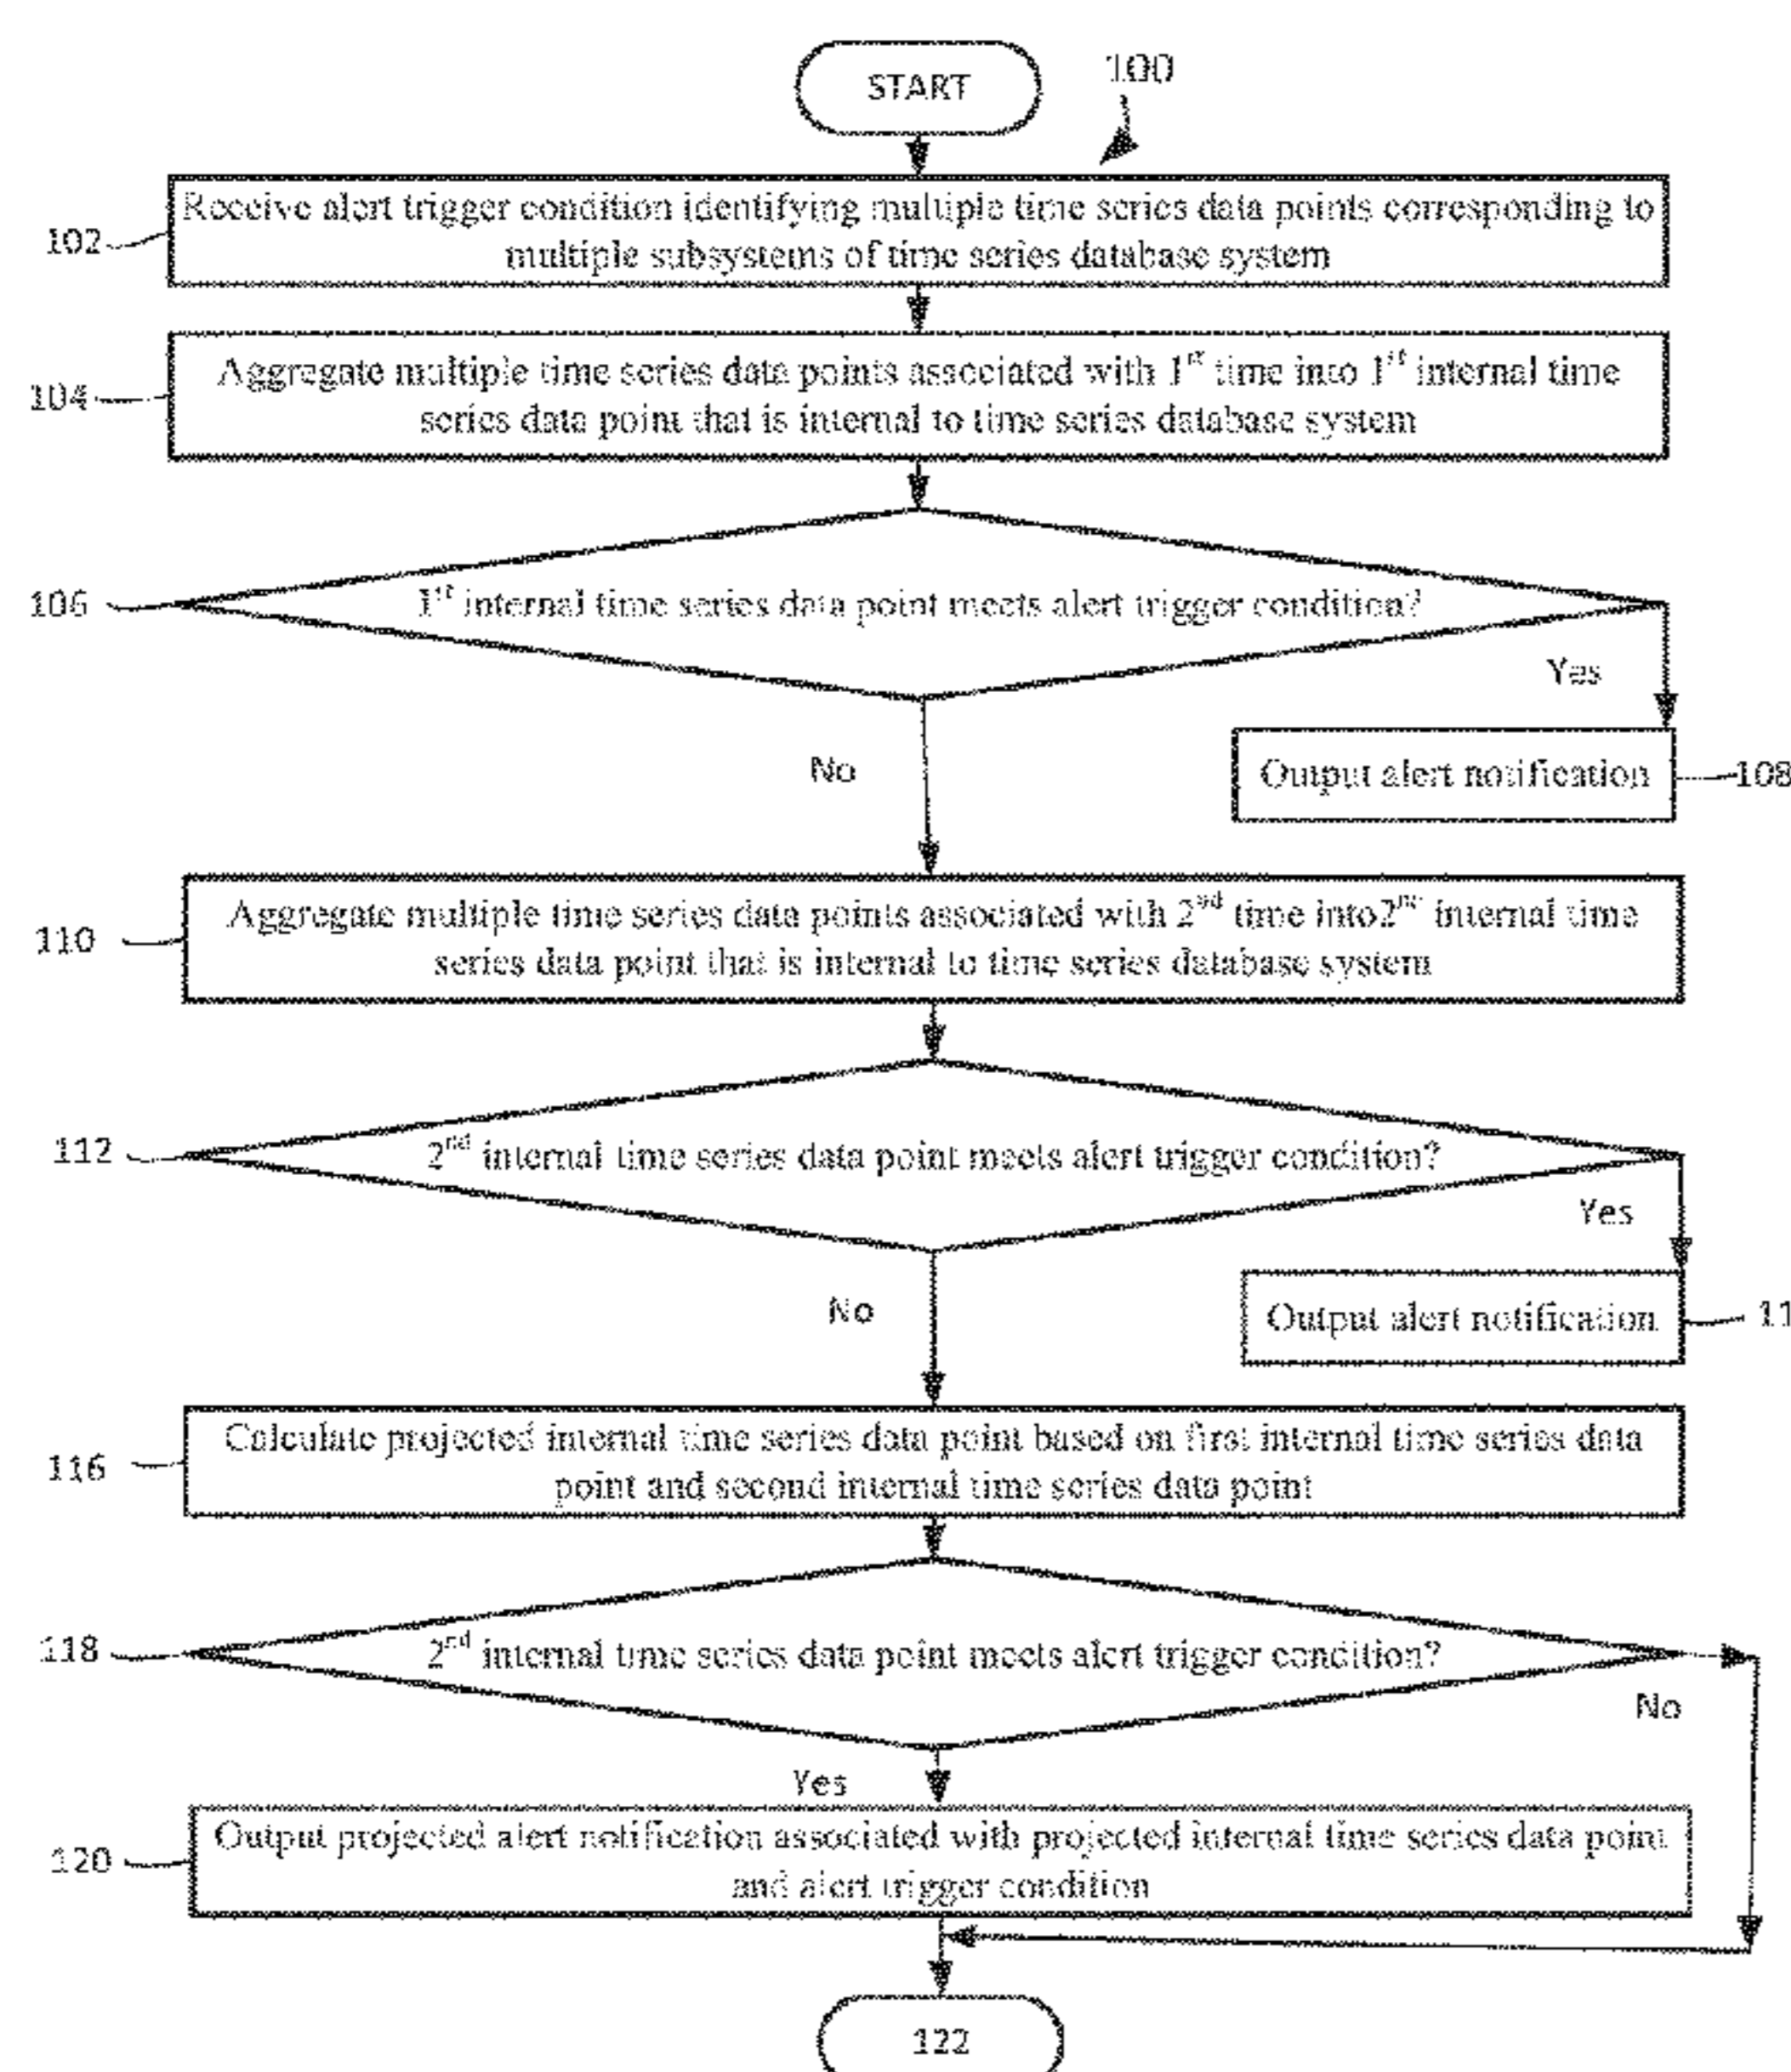 START
100
102
Receive alert trigger condition identifying multiple time series data points corresponding to
multiple subsystems of time series database system
104
Aggregate multiple time series data points associated with 1st time into 1st internal time
series data point that is internal to time series database system
106
1st internal time series data point meets alert trigger condition?
Yes
No
Output alert notification
108
110
Aggregate multiple time series data points associated with 2nd time into2nd internal time
series data point that is internal to time series database system
112
2nd internal time series data point meets alert trigger condition?
Yes
No
Output alert notification
11
116
Calculate projected internal time series data point based on first internal time series data
point and second internal time series data point
118
2nd internal time series data point meets alert trigger condition?
No
Yes
120
Output projected alert notification associated with projected internal time series data point
and alert trigger condition
122